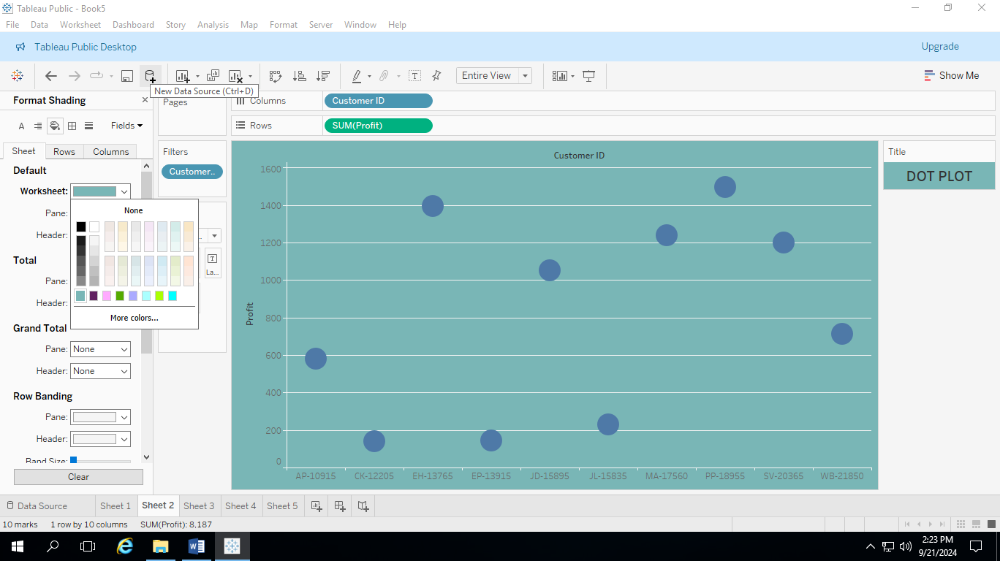 Tableau Public - Book5
File Data Worksheet Dashboard Story Analysis Map Format Server Window Help
Tableau Public Desktop
Upgrade
Entire View
Show Me
New Data Source (Ctrl+D)
Format Shading
Fields
Sheet Rows Columns
Default
Worksheet:
None
Pane:
Header:
Total
Pane:
Header:
More colors...
Grand Total
Pane: None
Header: None
Row Banding
Pane:
Header:
Band Size:
Clear
Pages
Filters
Customer..
La...
Columns Customer ID
Rows SUM(Profit)
Customer ID
Profit
1600
1400
1200
1000
800
600
400
200
0
AP-10915 CK-12205 EH-13765 EP-13915 JD-15895 JL-15835 MA-17560 PP-18955 SV-20365 WB-21850
Title
DOT PLOT
Data Source Sheet 1 Sheet 2 Sheet 3 Sheet 4 Sheet 5
10 marks 1 row by 10 columns SUM(Profit): 8,187
2:23 PM
9/21/2024